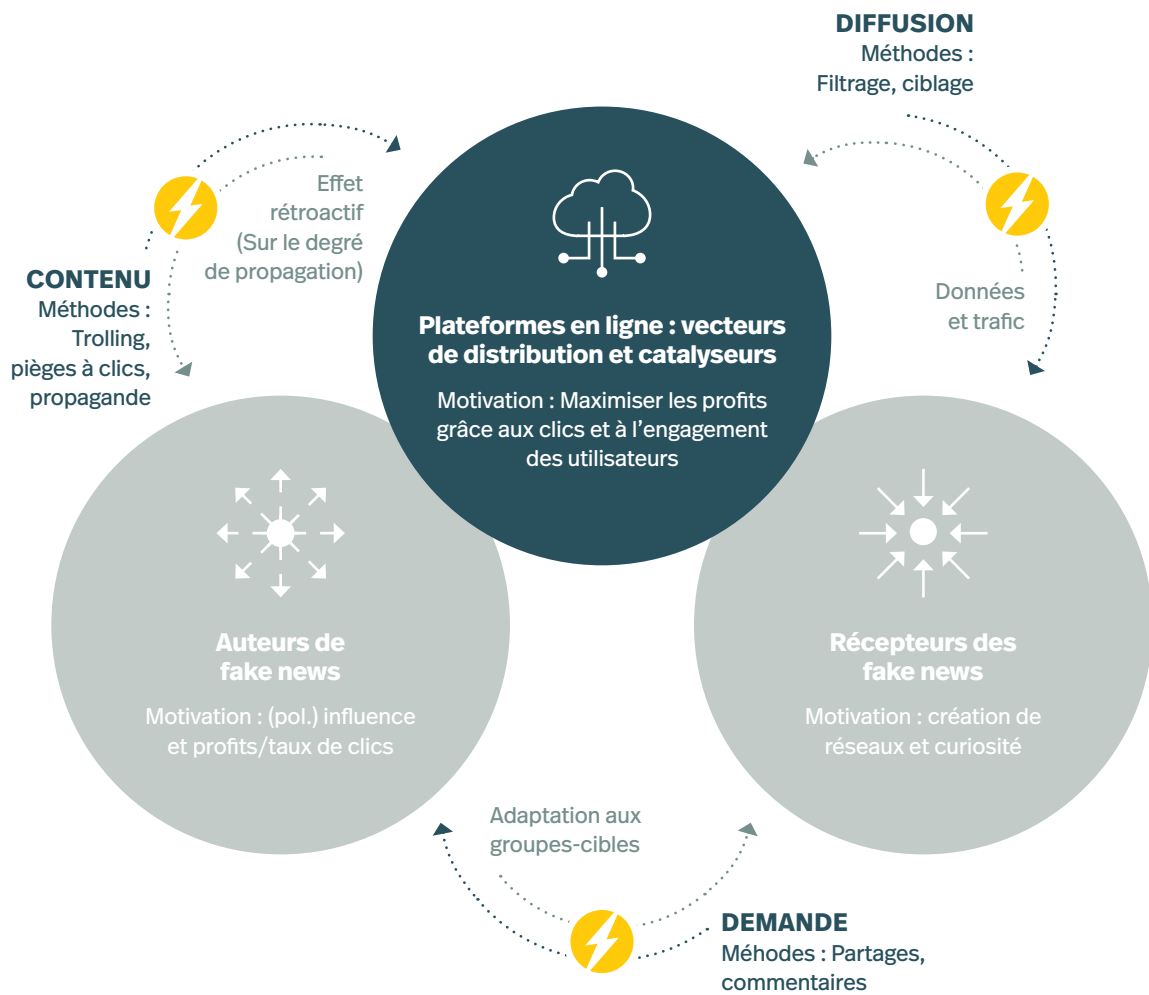 DIFFUSION
Méthodes :
Filtrage, ciblage
Effet
rétroactif
(Sur le degré
de propagation)
CONTENU
Méthodes :
Trolling,
pièges à clics,
propagande
Données
et trafic
Plateformes en ligne : vecteurs
de distribution et catalyseurs
Motivation : Maximiser les profits
grâce aux clics et à l’engagement
des utilisateurs
Auteurs de
fake news
Motivation : (pol.) influence
et profits/taux de clics
Récepteurs des
fake news
Motivation : création de
réseaux et curiosité
Adaptation aux
groupes-cibles
DEMANDE
Méhodes : Partages,
commentaires